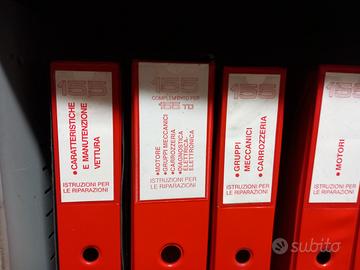 155
• CARATTERISTICHE
E MANUTENZIONE
VETTURA
ISTRUZIONI PER
LE RIPARAZIONI
155
COMPLEMENTO PER
155 TD
• MOTORE
• GRUPPI MECCANICI
• CARROZZERIA
• DIAGNOSTICA
ELETTRICA
ELETTRONICA
ISTRUZIONI PER
LE RIPARAZIONI
155
• GRUPPI
MECCANICI
• CARROZZERIA
ISTRUZIONI PER
LE RIPARAZIONI
155
• MOTORI
ISTRUZIONI PER
LE RIPARAZIONI
subito